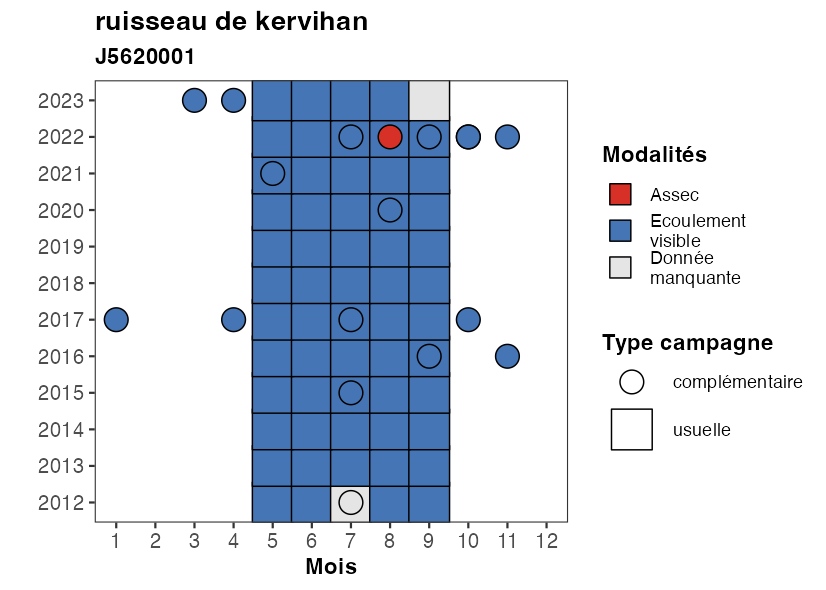 ruisseau de kervihan
J5620001
2023
2022
2021
2020
2019
2018
2017
2016
2015
2014
2013
2012
1 2 3 4 5 6 7 8 9 10 11 12
Mois
Modalités
Assec
Ecoulement
visible
Donnée
manquante
Type campagne
complémentaire
usuelle